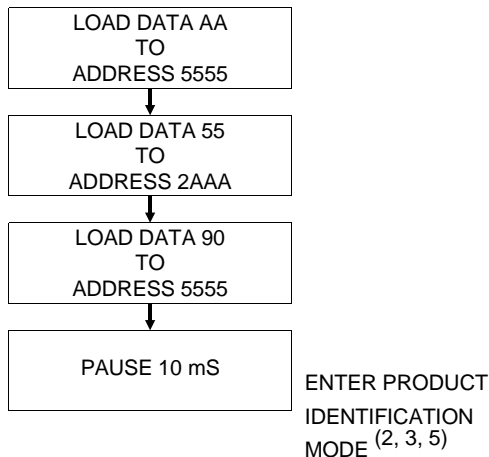 LOAD DATA AA
TO
ADDRESS 5555
LOAD DATA 55
TO
ADDRESS 2AAA
LOAD DATA 90
TO
ADDRESS 5555
PAUSE 10 mS
ENTER PRODUCT
IDENTIFICATION
MODE (2, 3, 5)